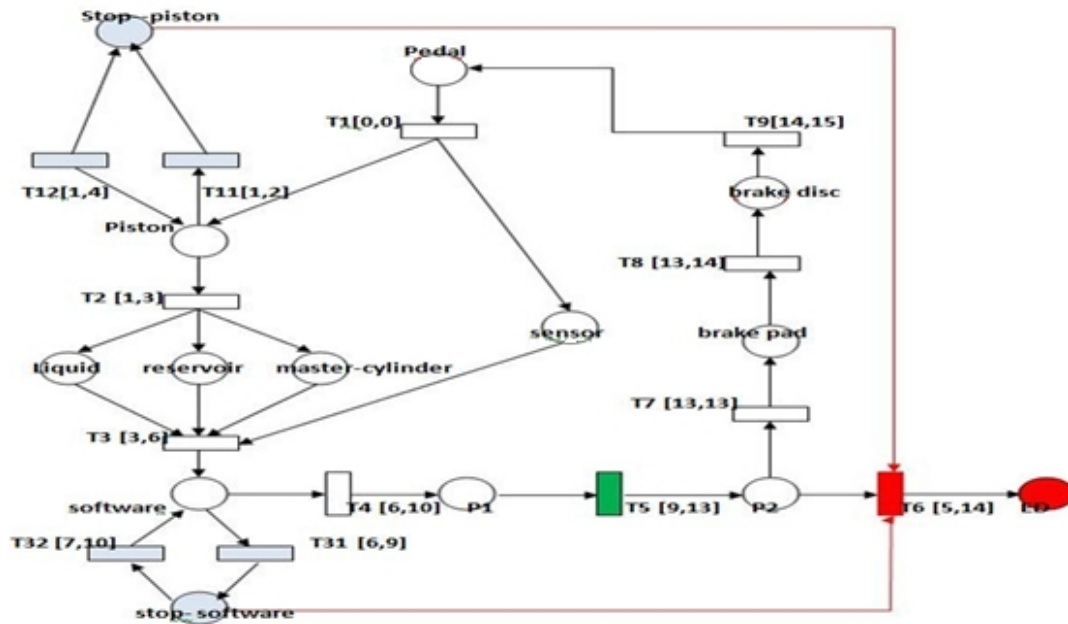 Stop-piston
Pedal
T1[0,0]
T9[14,15]
T12[1,4]
T11[1,2]
brake disc
Piston
T8 [13,14]
T2 [1,3]
sensor
brake pad
Liquid
reservoir
master-cylinder
T7 [13,13]
T3 [3,6]
software
T4 [6,10]
P1
T5 [9,13]
P2
T6 [5,14]
T32 [7,10]
T31 [6,9]
stop-software